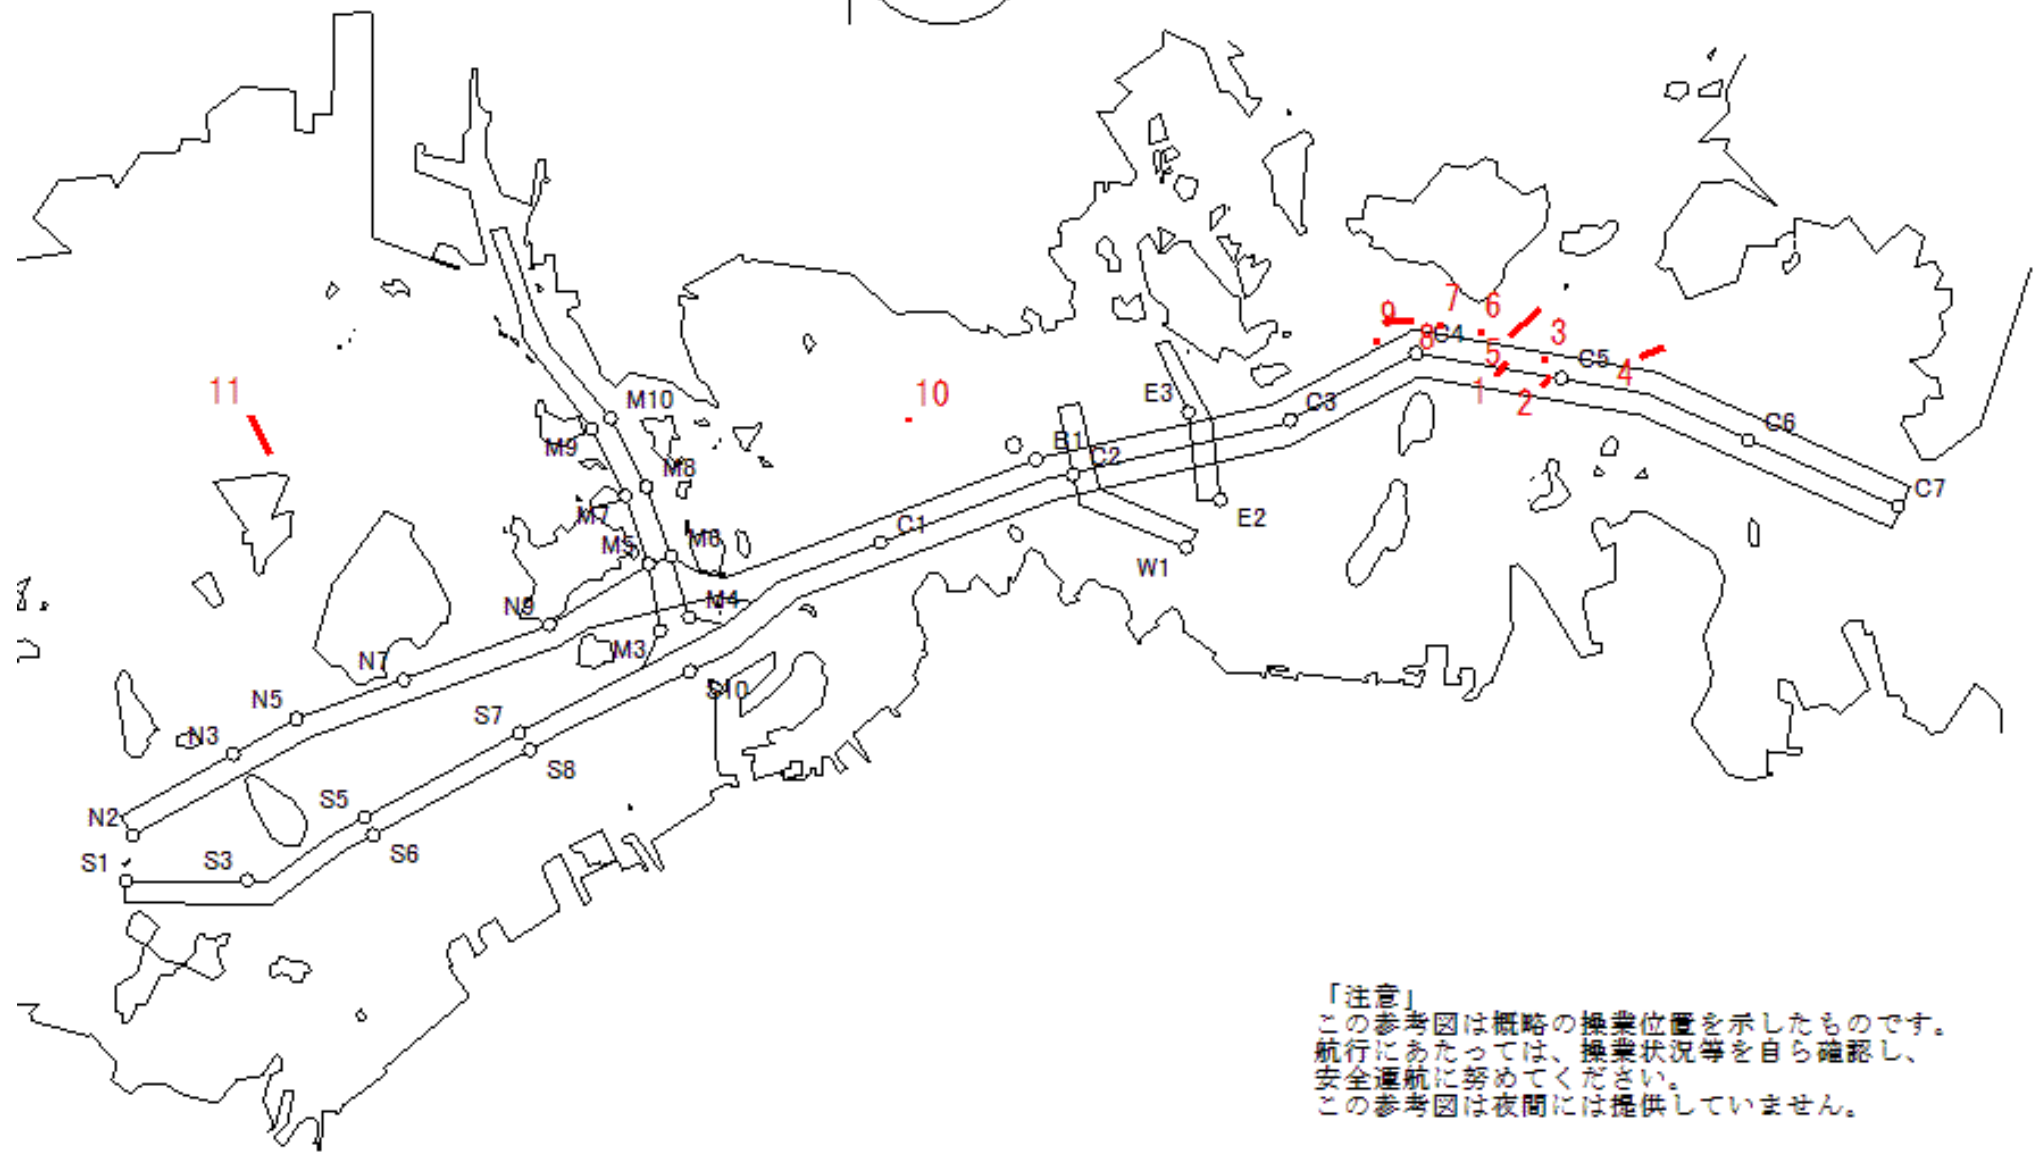 9
7
6
C4
8
3
5
C5
4
1
2
11
10
M10
E3
C3
C6
M9
B1
C2
M8
C7
M7
E2
C1
M5
M6
W1
N9
M4
M3
N7
S10
N5
S7
N3
S8
S5
N2
S6
S1
S3
「注意」
この参考図は概略の操業位置を示したものです。
航行にあたっては、操業状況等を自ら確認し、
安全運航に努めてください。
この参考図は夜間には提供していません。